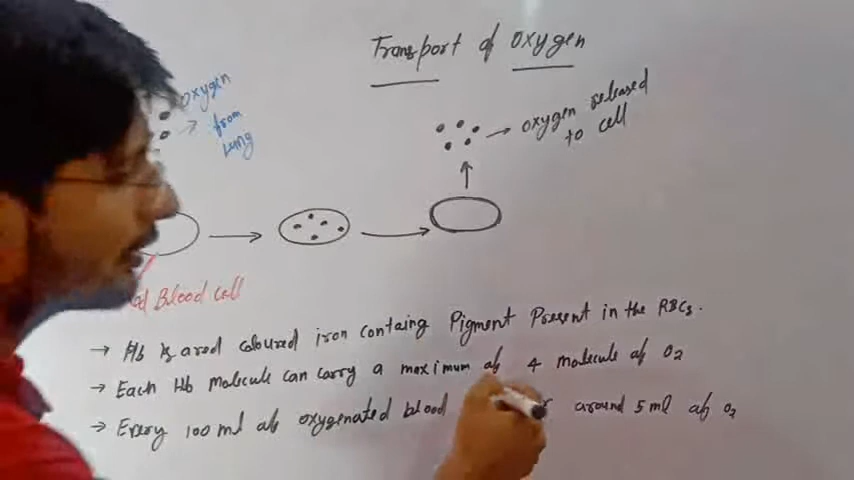 Transport of Oxygen
Oxygen
from
Lung
Oxygen released
to cell
Blood cell
→ Hb is a red coloured iron containg Pigment Present in the RBCs.
→ Each Hb molecule can carry a maximum of 4 molecule of O2
→ Every 100 ml of oxygenated blood around 5 ml of O2